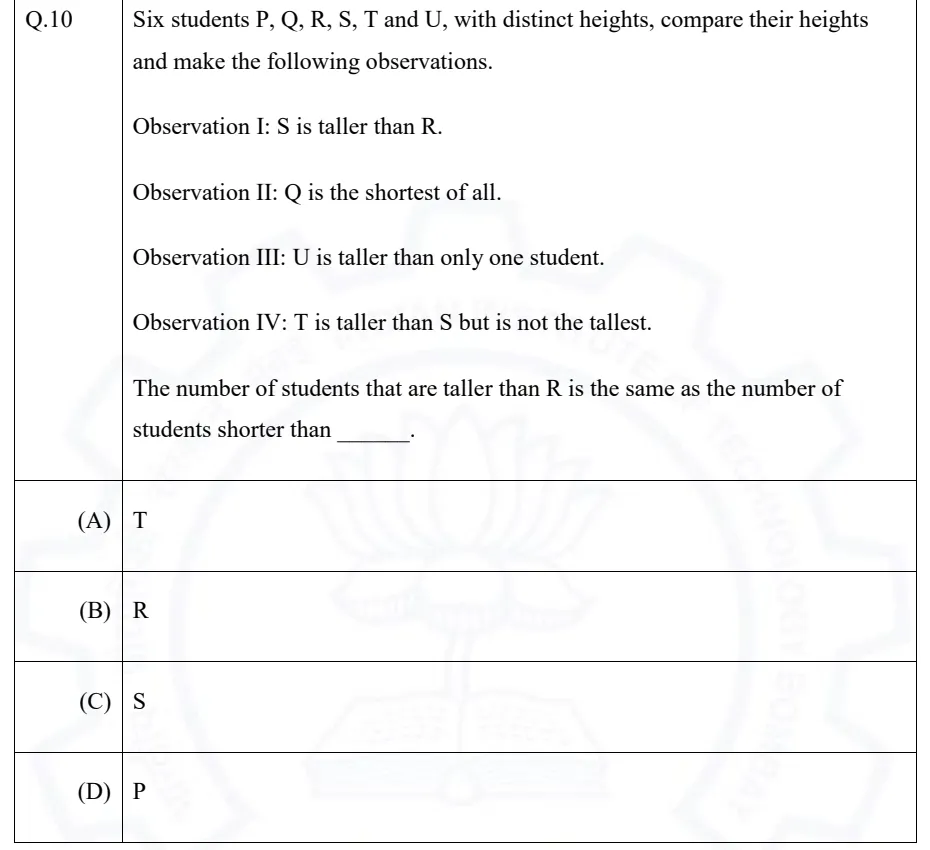 Q.10 Six students P, Q, R, S, T and U, with distinct heights, compare their heights
and make the following observations.
Observation I: S is taller than R.
Observation II: Q is the shortest of all.
Observation III: U is taller than only one student.
Observation IV: T is taller than S but is not the tallest.
The number of students that are taller than R is the same as the number of
students shorter than ______.
(A) T
(B) R
(C) S
(D) P